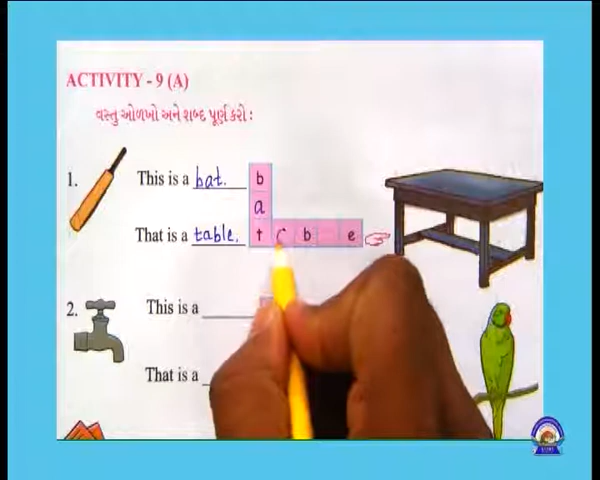 ACTIVITY - 9 (A)
વસ્તુ ઓળખો અને શબ્દ પૂર્ણ કરો :
1. This is a bat. b
a
That is a table. t b e
2. This is a
That is a